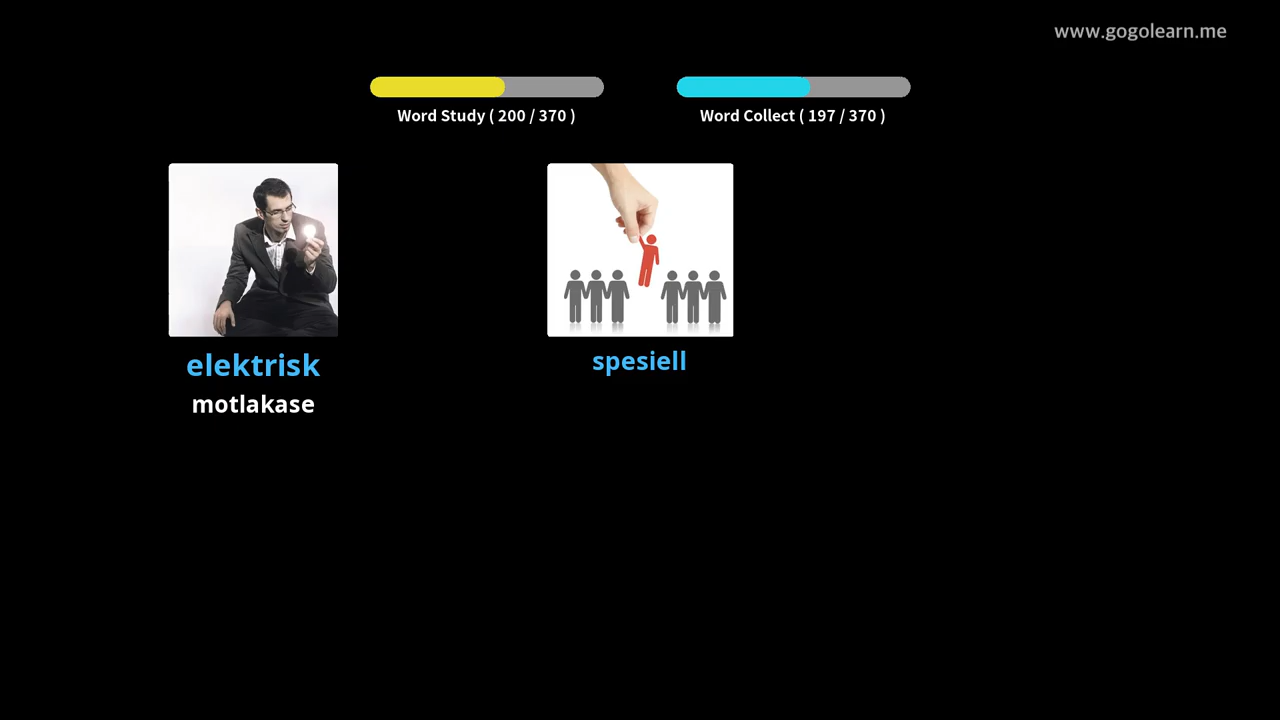 www.gogolearn.me
Word Study ( 200 / 370 )
Word Collect ( 197 / 370 )
elektrisk
motlakase
spesiell